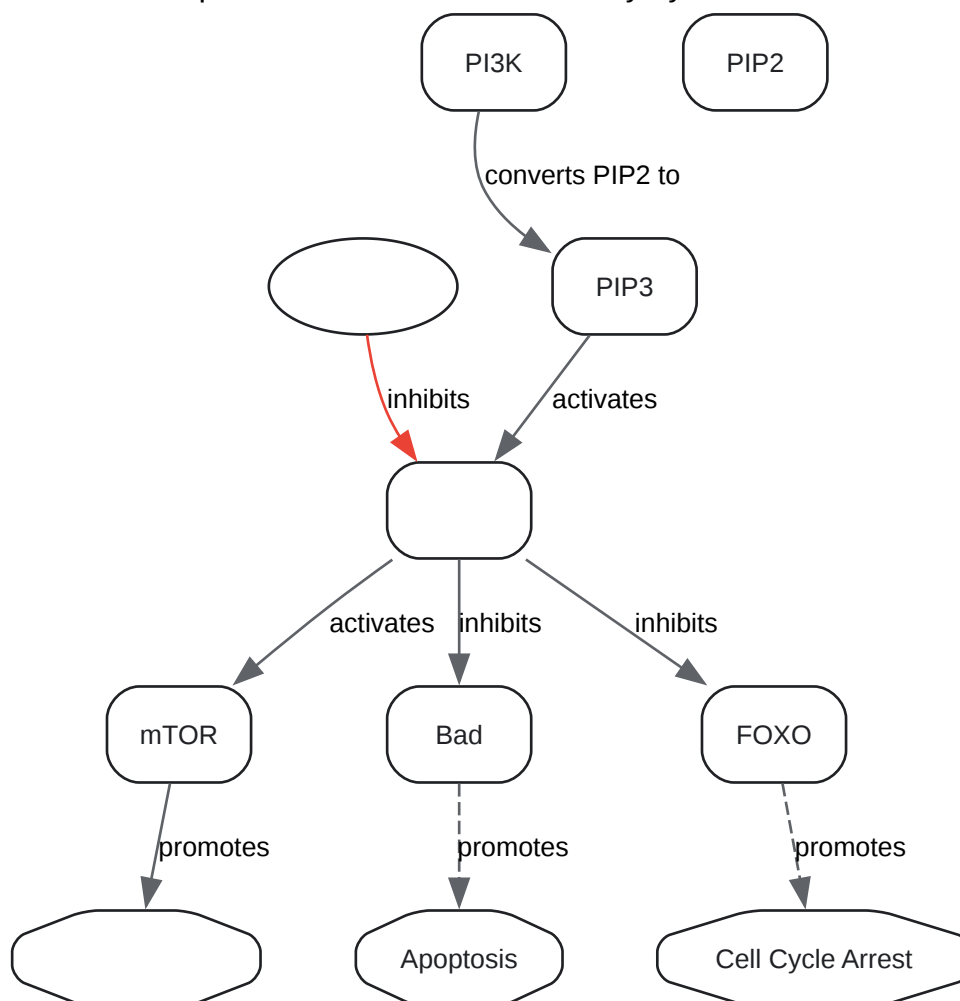 PI3K
PIP2
converts PIP2 to
PIP3
inhibits
activates
activates
inhibits
inhibits
mTOR
Bad
FOXO
promotes
promotes
promotes
Apoptosis
Cell Cycle Arrest